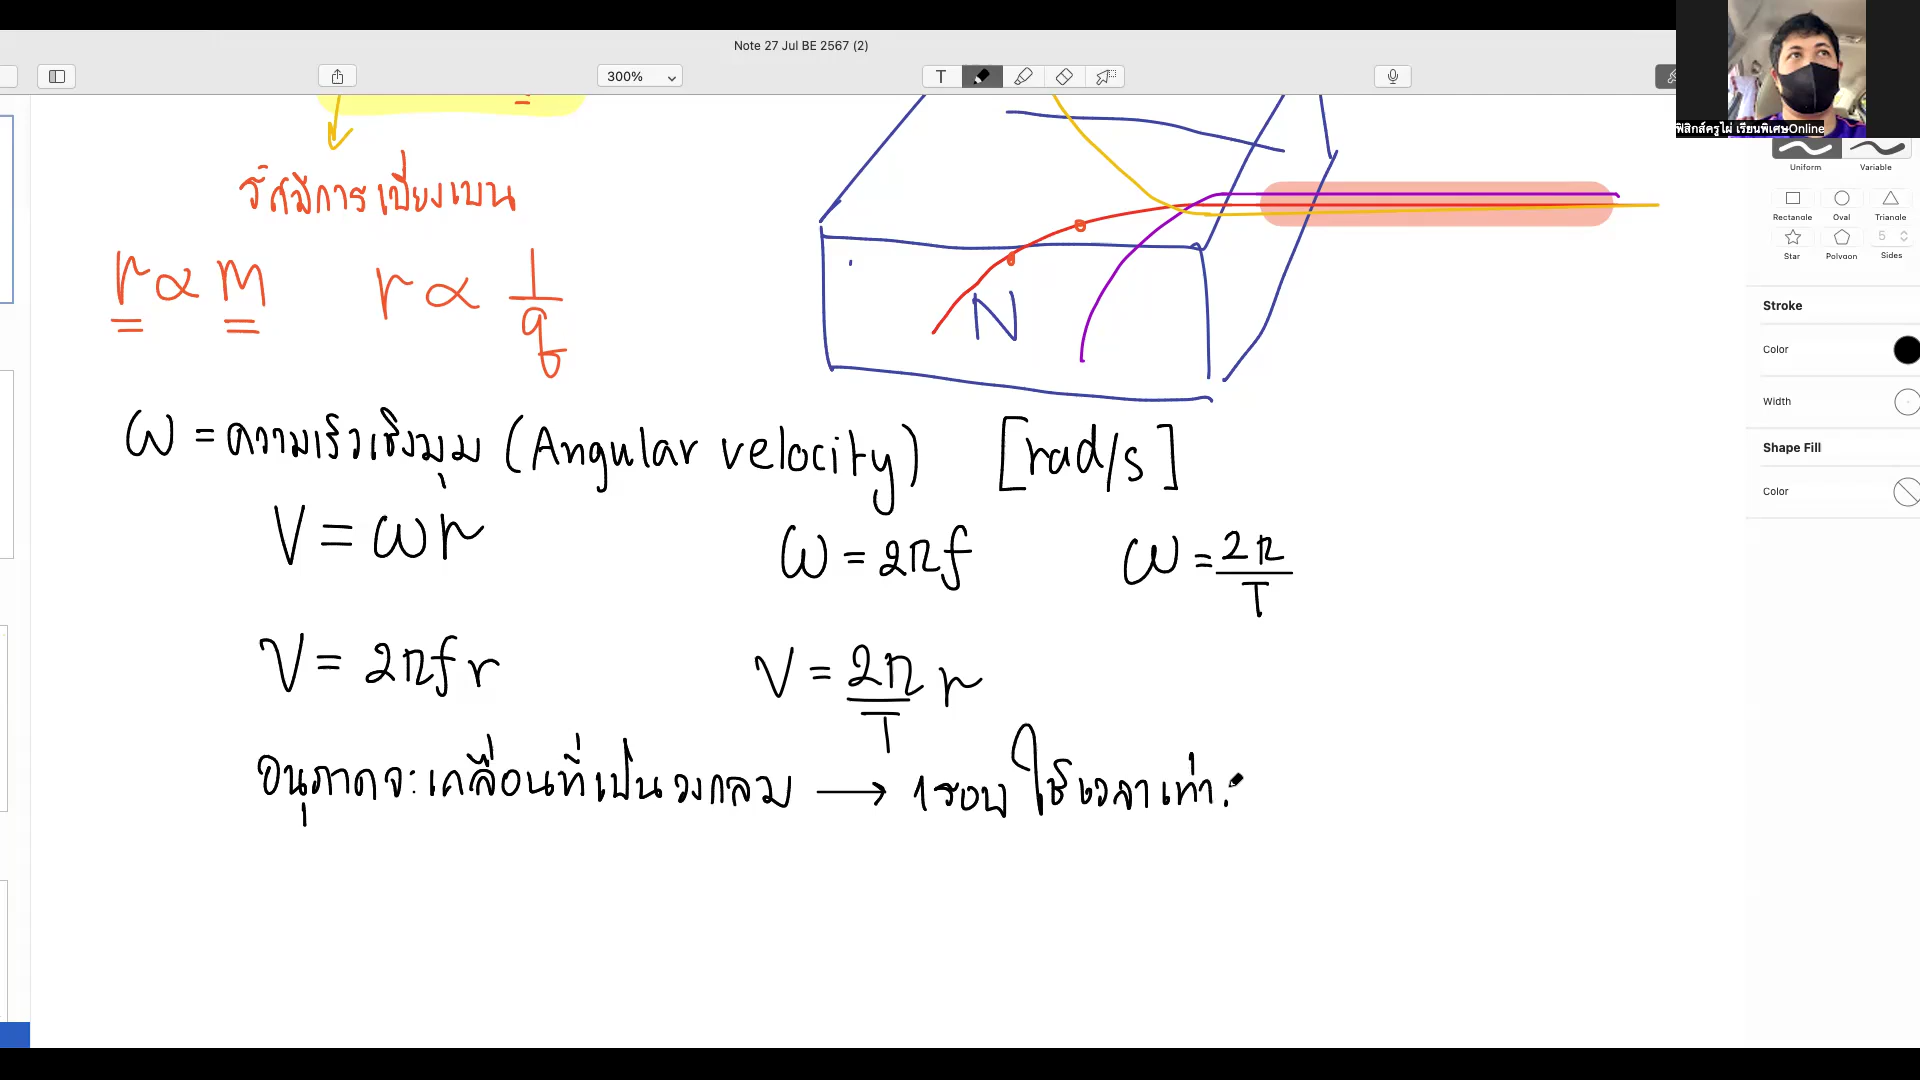 Note 27 Jul BE 2567 (2)
300%
T
ฟิสิกส์ครูไผ่ เรียนพิเศษOnline
Uniform Variable
Rectangle Oval Triangle
Star Polygon 5 Sides
Stroke
Color
Width
Shape Fill
Color
รัศมีการเบี่ยงเบน
r ∝ m r ∝ 1/q
N
ω = ความเร็วเชิงมุม (Angular velocity) [rad/s]
V = ωr ω = 2πf ω = 2π/T
V = 2πfr V = 2π/T r
อนุภาคจะเคลื่อนที่เป็นวงกลม → 1รอบ ใช้เวลาเท่า